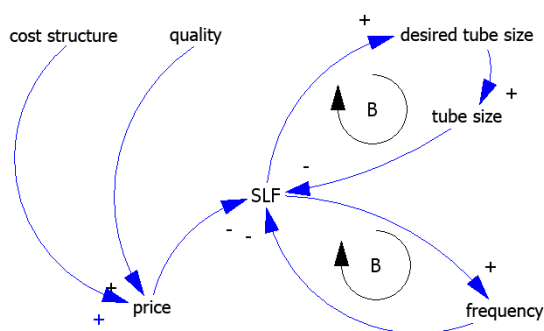 cost structure
quality
+
desired tube size
+
B
tube size
-
SLF
-
-
B
+
+
+
price
frequency